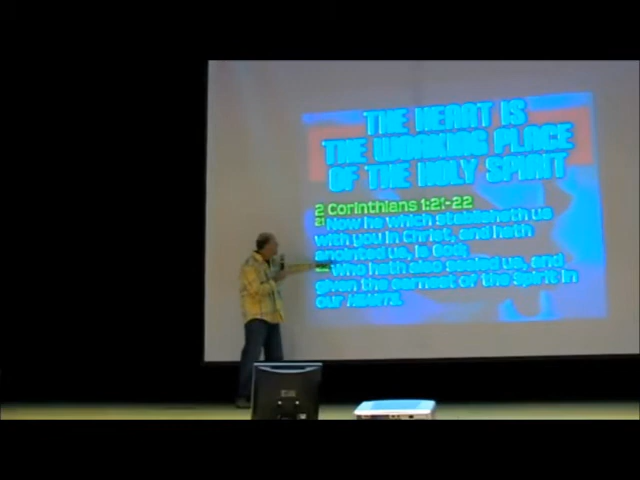 THE HEART IS
THE WORKING PLACE
OF THE HOLY SPIRIT
2 Corinthians 1:21-22
21 Now he which stablisheth us
with you in Christ, and hath
anointed us, is God;
Who hath also sealed us, and
given the earnest of the Spirit in
our hearts.